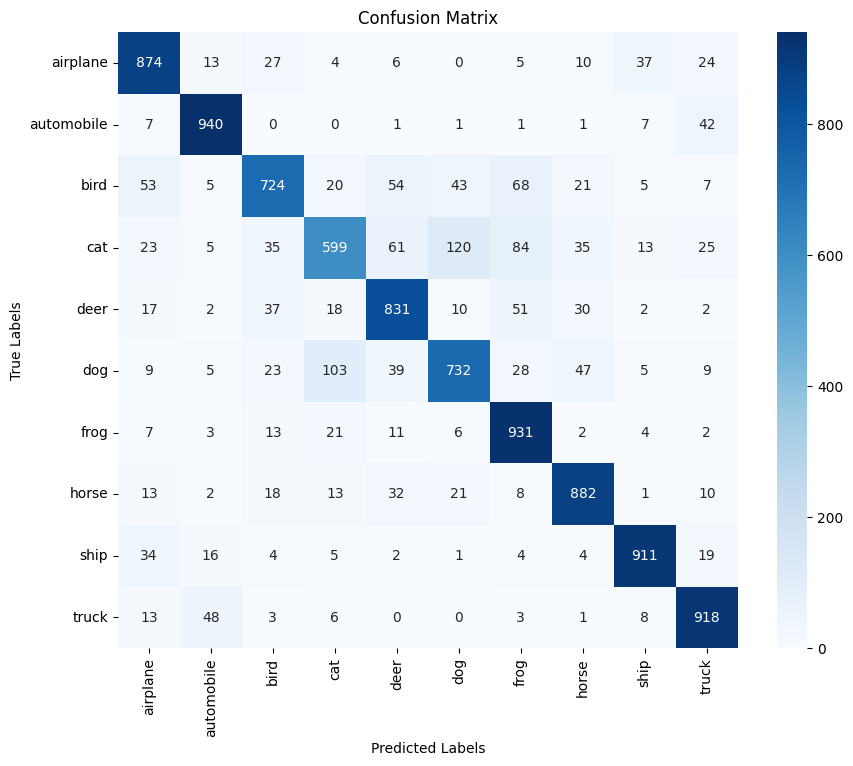 Confusion Matrix
airplane 874 13 27 4 6 0 5 10 37 24
automobile 7 940 0 0 1 1 1 1 7 42
bird 53 5 724 20 54 43 68 21 5 7
cat 23 5 35 599 61 120 84 35 13 25
deer 17 2 37 18 831 10 51 30 2 2
dog 9 5 23 103 39 732 28 47 5 9
frog 7 3 13 21 11 6 931 2 4 2
horse 13 2 18 13 32 21 8 882 1 10
ship 34 16 4 5 2 1 4 4 911 19
truck 13 48 3 6 0 0 3 1 8 918
airplane automobile bird cat deer dog frog horse ship truck
Predicted Labels
True Labels
800
600
400
200
0